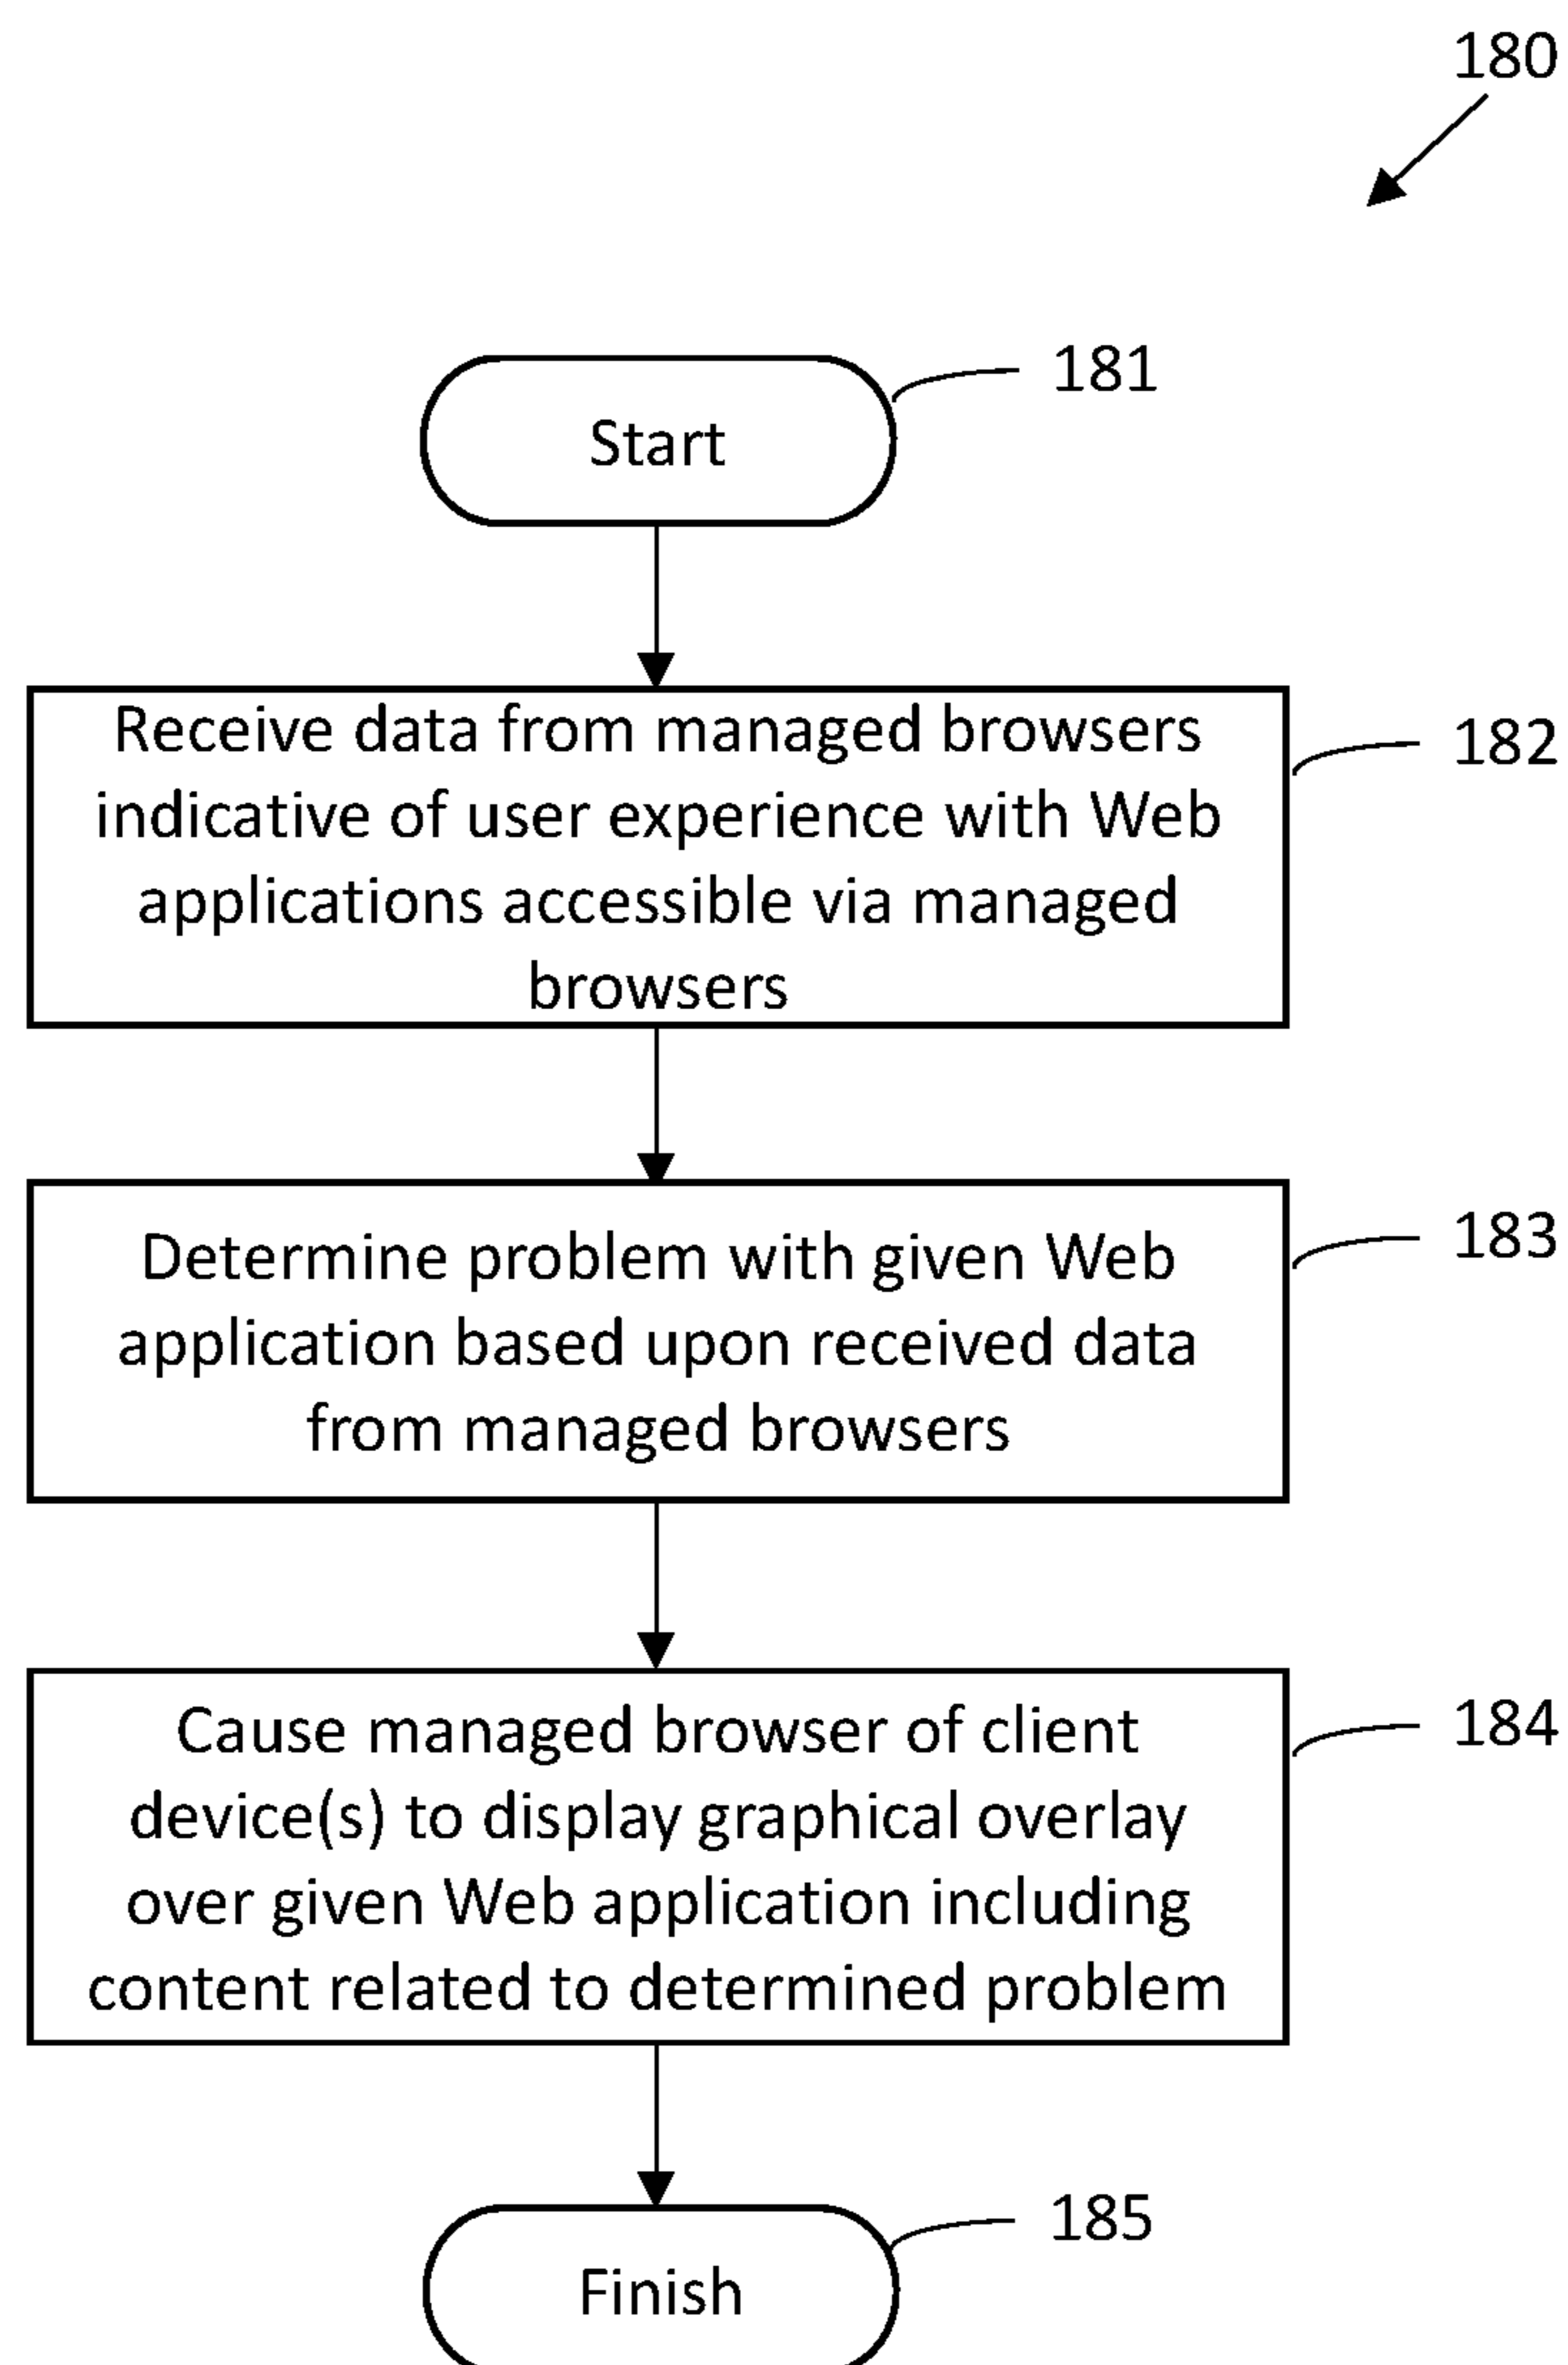 180
181
Start
Receive data from managed browsers
182
indicative of user experience with Web
applications accessible via managed
browsers
183
Determine problem with given Web
application based upon received data
from managed browsers
184
Cause managed browser of client
device(s) to display graphical overlay
over given Web application including
content related to determined problem
185
Finish